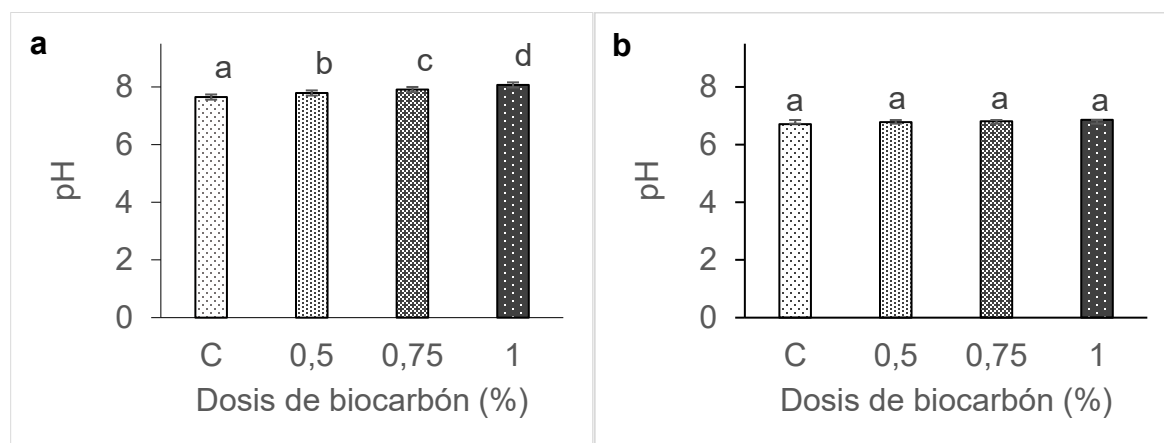 a
a b c d
8
6
4
2
0
pH
C 0,5 0,75 1
Dosis de biocarbón (%)
b
a a a a
8
6
4
2
0
pH
C 0,5 0,75 1
Dosis de biocarbón (%)